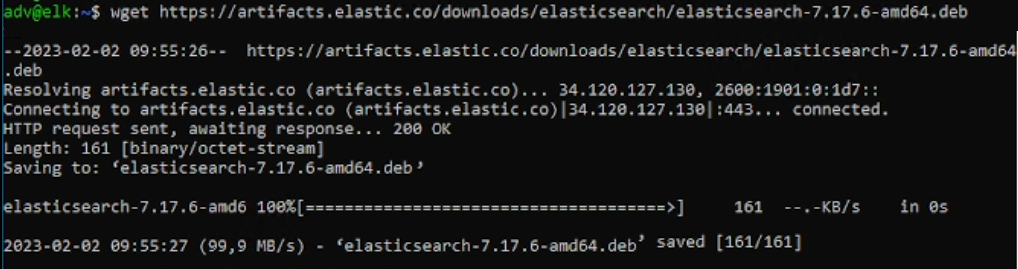 adv@elk:~$ wget https://artifacts.elastic.co/downloads/elasticsearch/elasticsearch-7.17.6-amd64.deb
--2023-02-02 09:55:26--  https://artifacts.elastic.co/downloads/elasticsearch/elasticsearch-7.17.6-amd64
.deb
Resolving artifacts.elastic.co (artifacts.elastic.co)... 34.120.127.130, 2600:1901:0:1d7::
Connecting to artifacts.elastic.co (artifacts.elastic.co)|34.120.127.130|:443... connected.
HTTP request sent, awaiting response... 200 OK
Length: 161 [binary/octet-stream]
Saving to: ‘elasticsearch-7.17.6-amd64.deb’
elasticsearch-7.17.6-amd6 100%[=====================================>]     161  --.-KB/s    in 0s
2023-02-02 09:55:27 (99,9 MB/s) - ‘elasticsearch-7.17.6-amd64.deb’ saved [161/161]